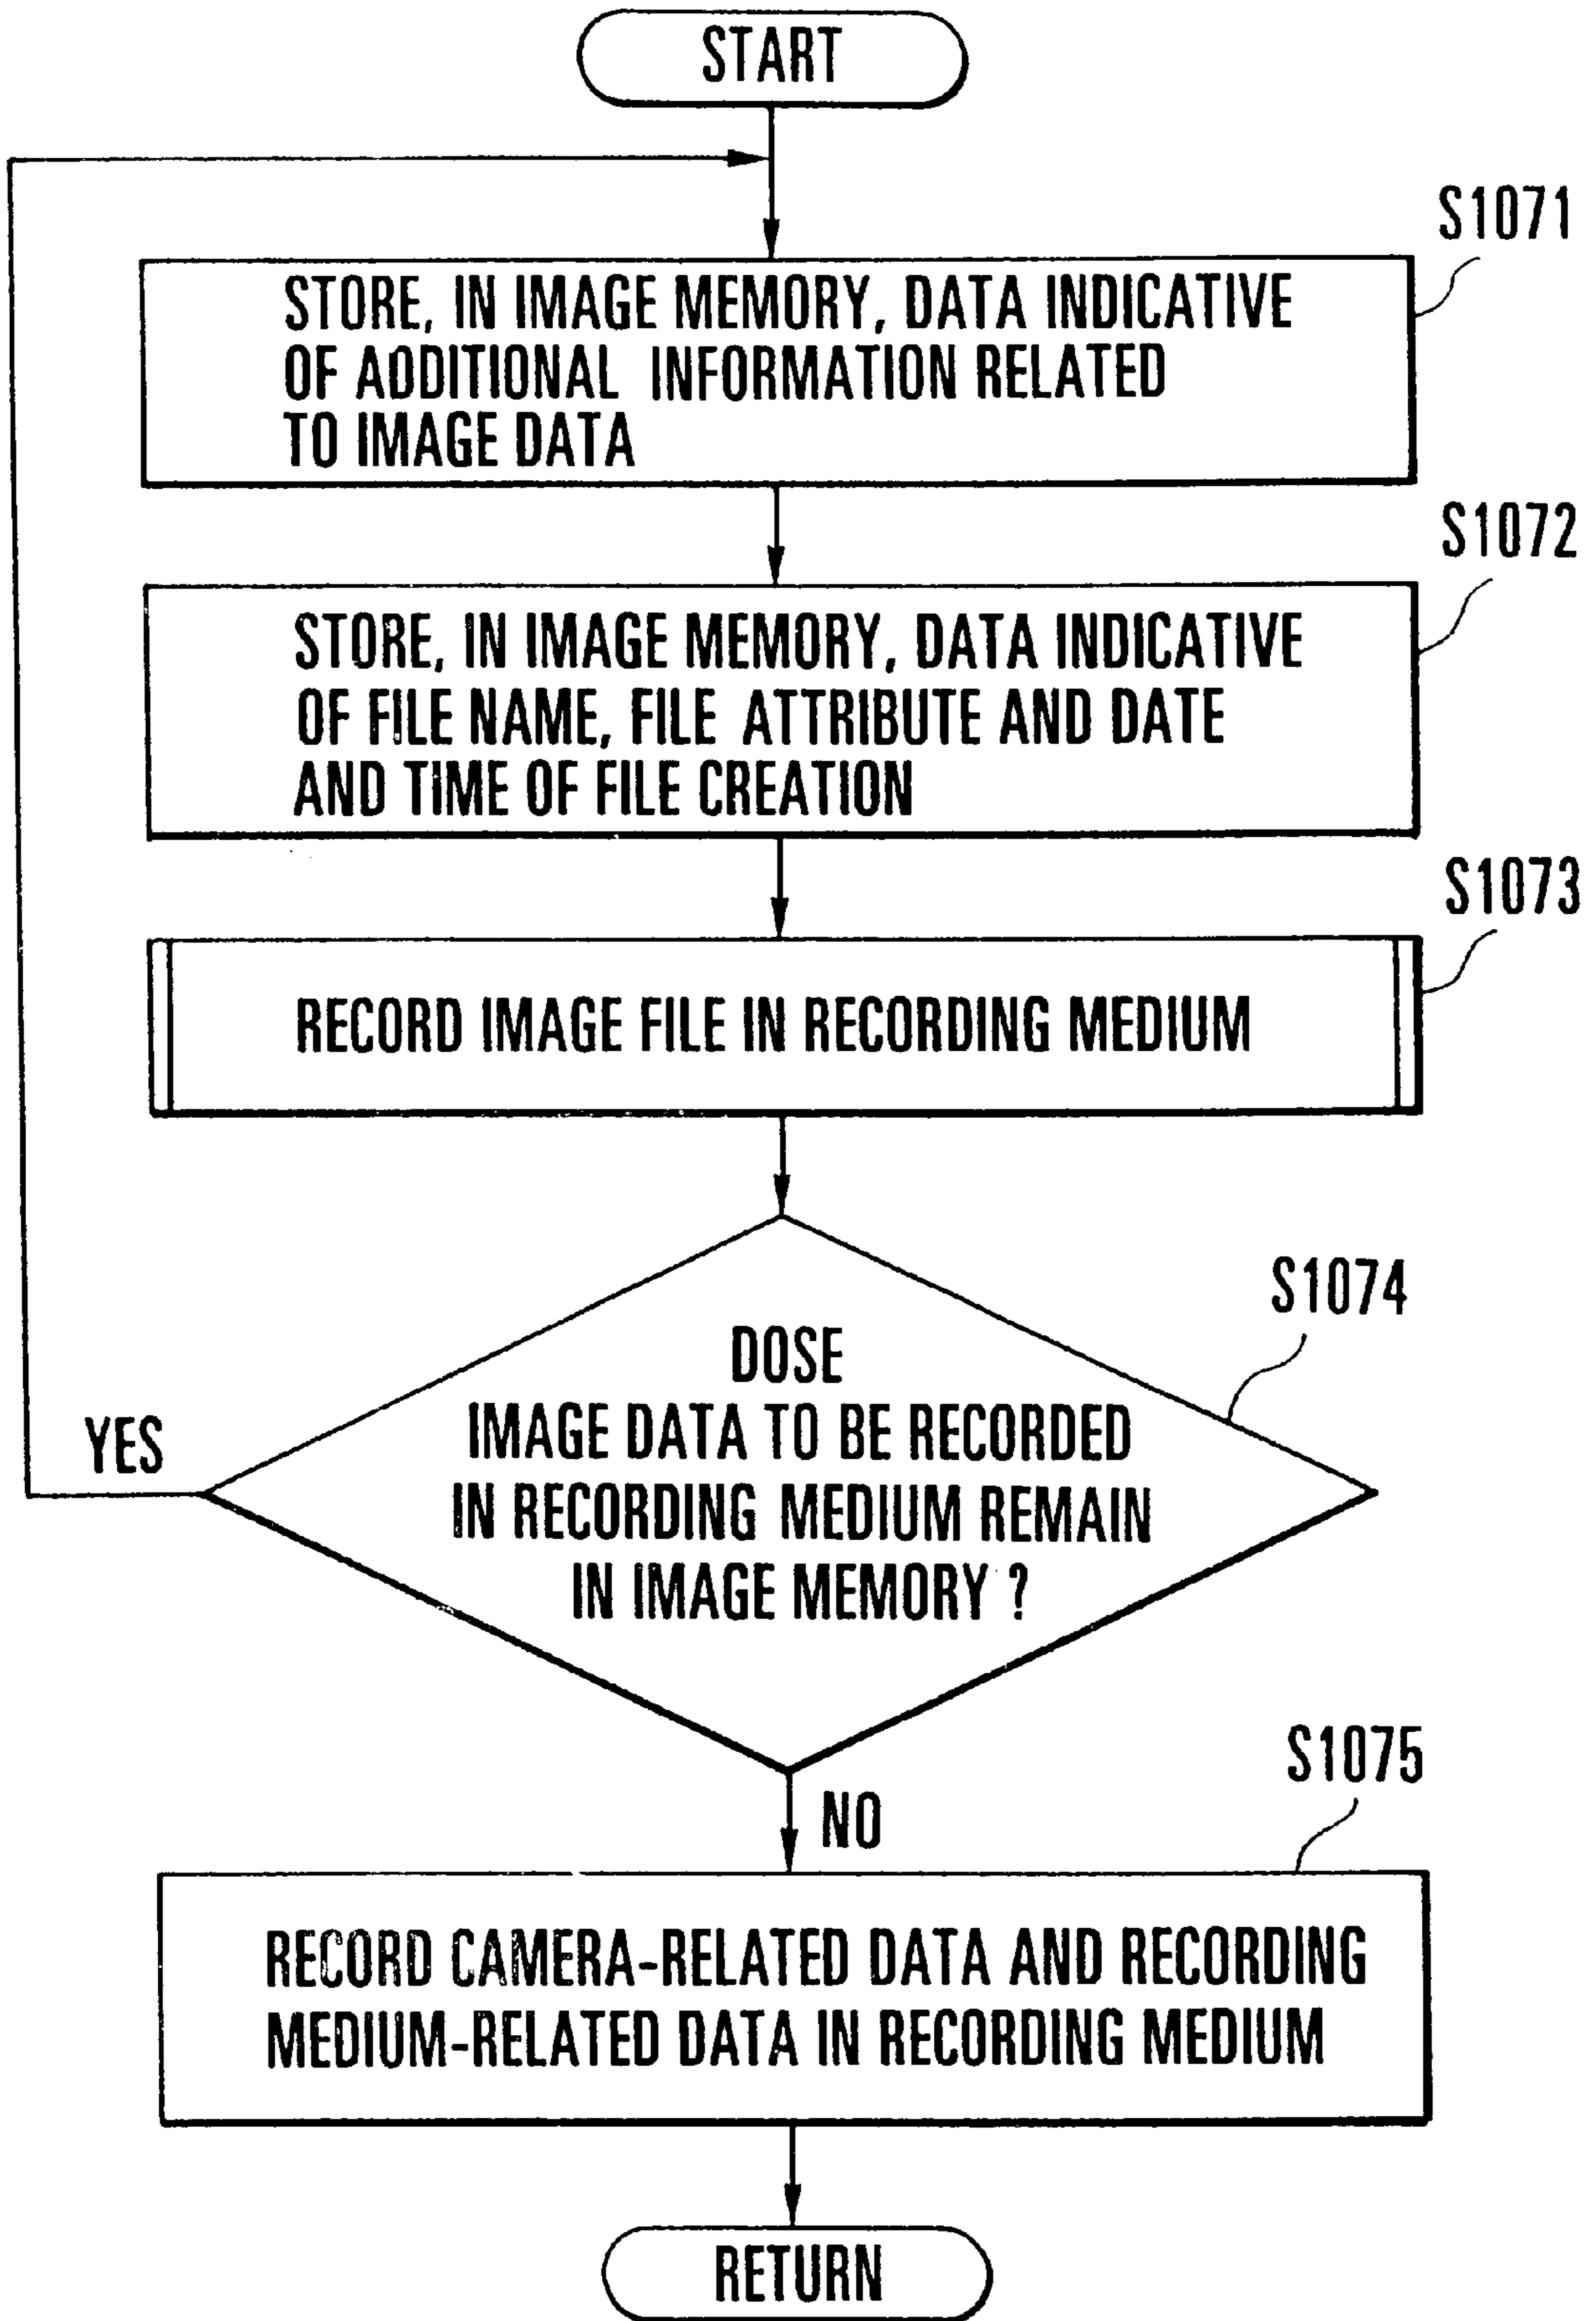 START
S1071
STORE, IN IMAGE MEMORY, DATA INDICATIVE
OF ADDITIONAL INFORMATION RELATED
TO IMAGE DATA
S1072
STORE, IN IMAGE MEMORY, DATA INDICATIVE
OF FILE NAME, FILE ATTRIBUTE AND DATE
AND TIME OF FILE CREATION
S1073
RECORD IMAGE FILE IN RECORDING MEDIUM
S1074
DOSE
IMAGE DATA TO BE RECORDED
IN RECORDING MEDIUM REMAIN
IN IMAGE MEMORY ?
YES
NO
S1075
RECORD CAMERA-RELATED DATA AND RECORDING
MEDIUM-RELATED DATA IN RECORDING MEDIUM
RETURN